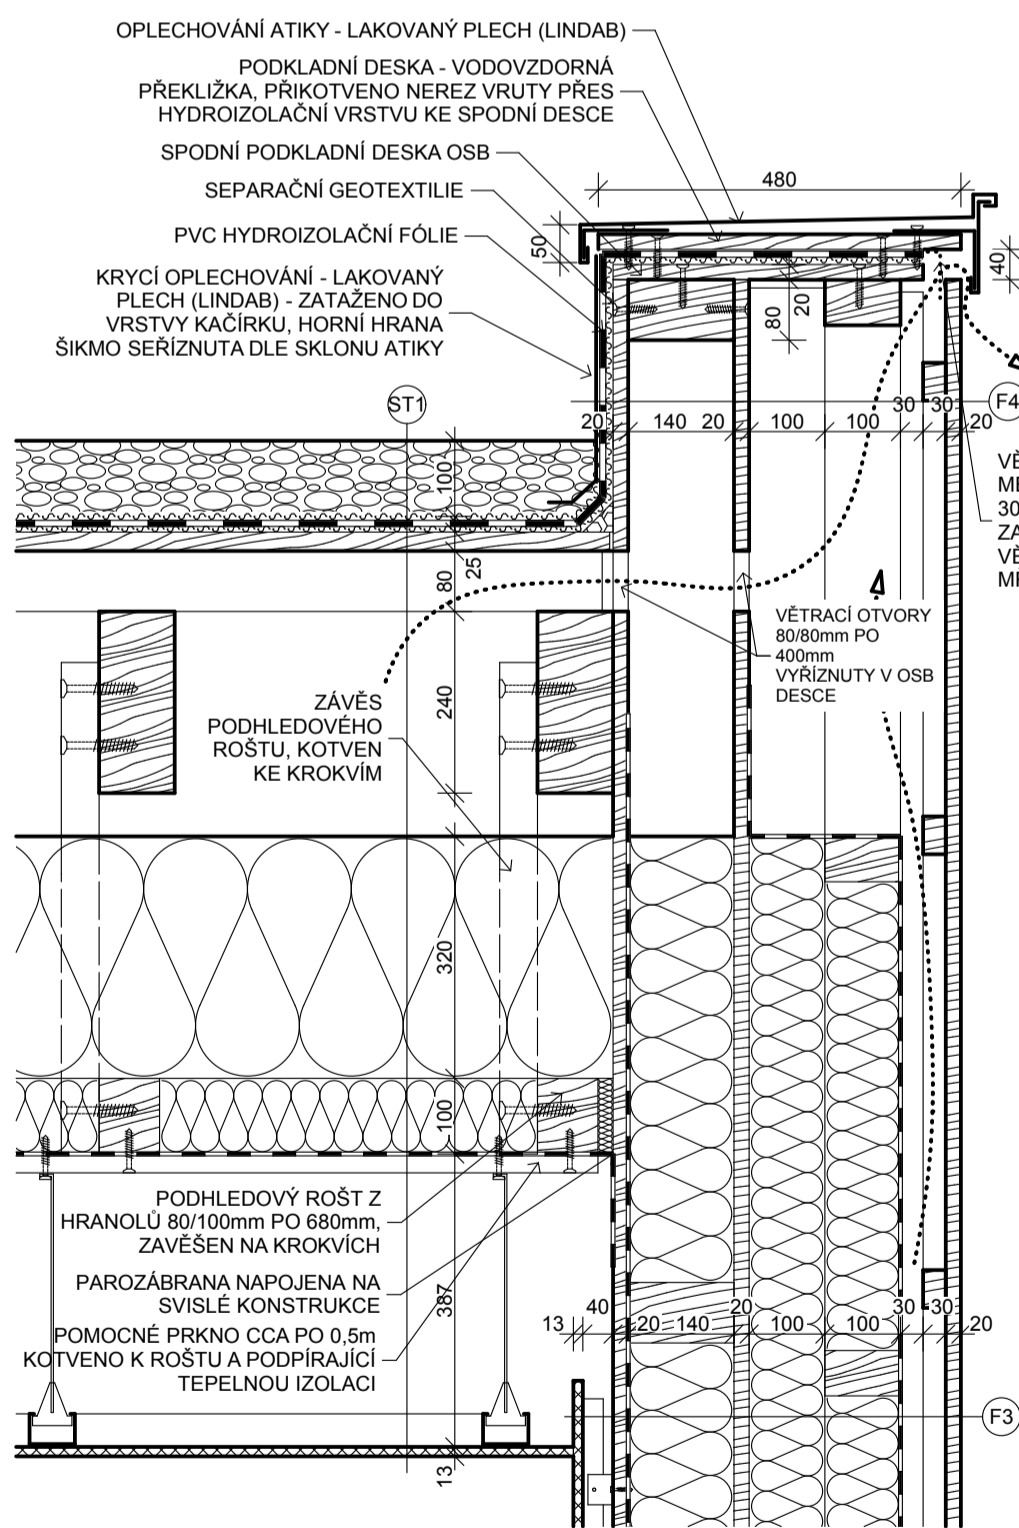 OPLECHOVÁNÍ ATIKY - LAKOVANÝ PLECH (LINDAB)
PODKLADNÍ DESKA - VODOVZDORNÁ
PŘEKLIŽKA, PŘIKOTVENO NEREZ VRUTY PŘES
HYDROIZOLAČNÍ VRSTVU KE SPODNÍ DESCE
SPODNÍ PODKLADNÍ DESKA OSB
SEPARAČNÍ GEOTEXTILIE
PVC HYDROIZOLAČNÍ FÓLIE
KRYCÍ OPLECHOVÁNÍ - LAKOVANÝ
PLECH (LINDAB) - ZATAŽENO DO
VRSTVY KAČÍRKU, HORNÍ HRANA
ŠIKMO SEŘÍZNUTA DLE SKLONU ATIKY
480
50
40
20
80
ST1
F4
20 140 20 100 100 30 30 20
VĚ
ME
30
ZA
VĚ
MŘ
100
25
80
240
320
100
387
13
VĚTRACÍ OTVORY
80/80mm PO
400mm
VYŘÍZNUTY V OSB
DESCE
ZÁVĚS
PODHLEDOVÉHO
ROŠTU, KOTVEN
KE KROKVÍM
PODHLEDOVÝ ROŠT Z
HRANOLŮ 80/100mm PO 680mm,
ZAVĚŠEN NA KROKVÍCH
PAROZÁBRANA NAPOJENA NA
SVISLÉ KONSTRUKCE
POMOCNÉ PRKNO CCA PO 0,5m
KOTVENO K ROŠTU A PODPÍRAJÍCÍ
TEPELNOU IZOLACI
13 40 20 140 20 100 100 30 30 20
F3